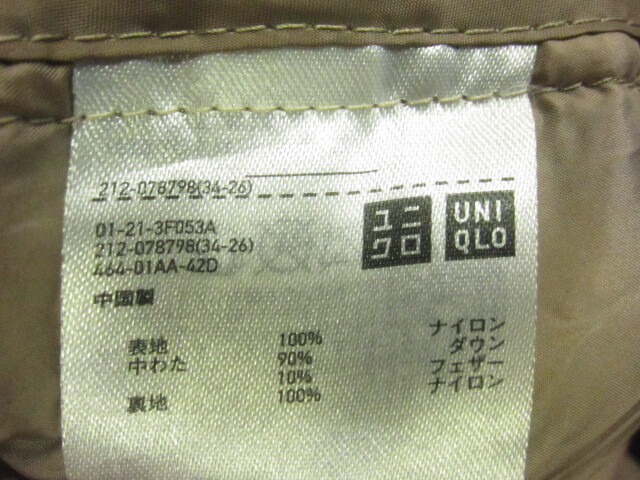 212-078798(34-26)
01-21-3F053A
212-078798(34-26)
464-01AA-42D
ユニ
クロ
UNI
QLO
中國製
表地 100% ナイロン
中わた 90% ダウン
10% フェザー
裏地 100% ナイロン